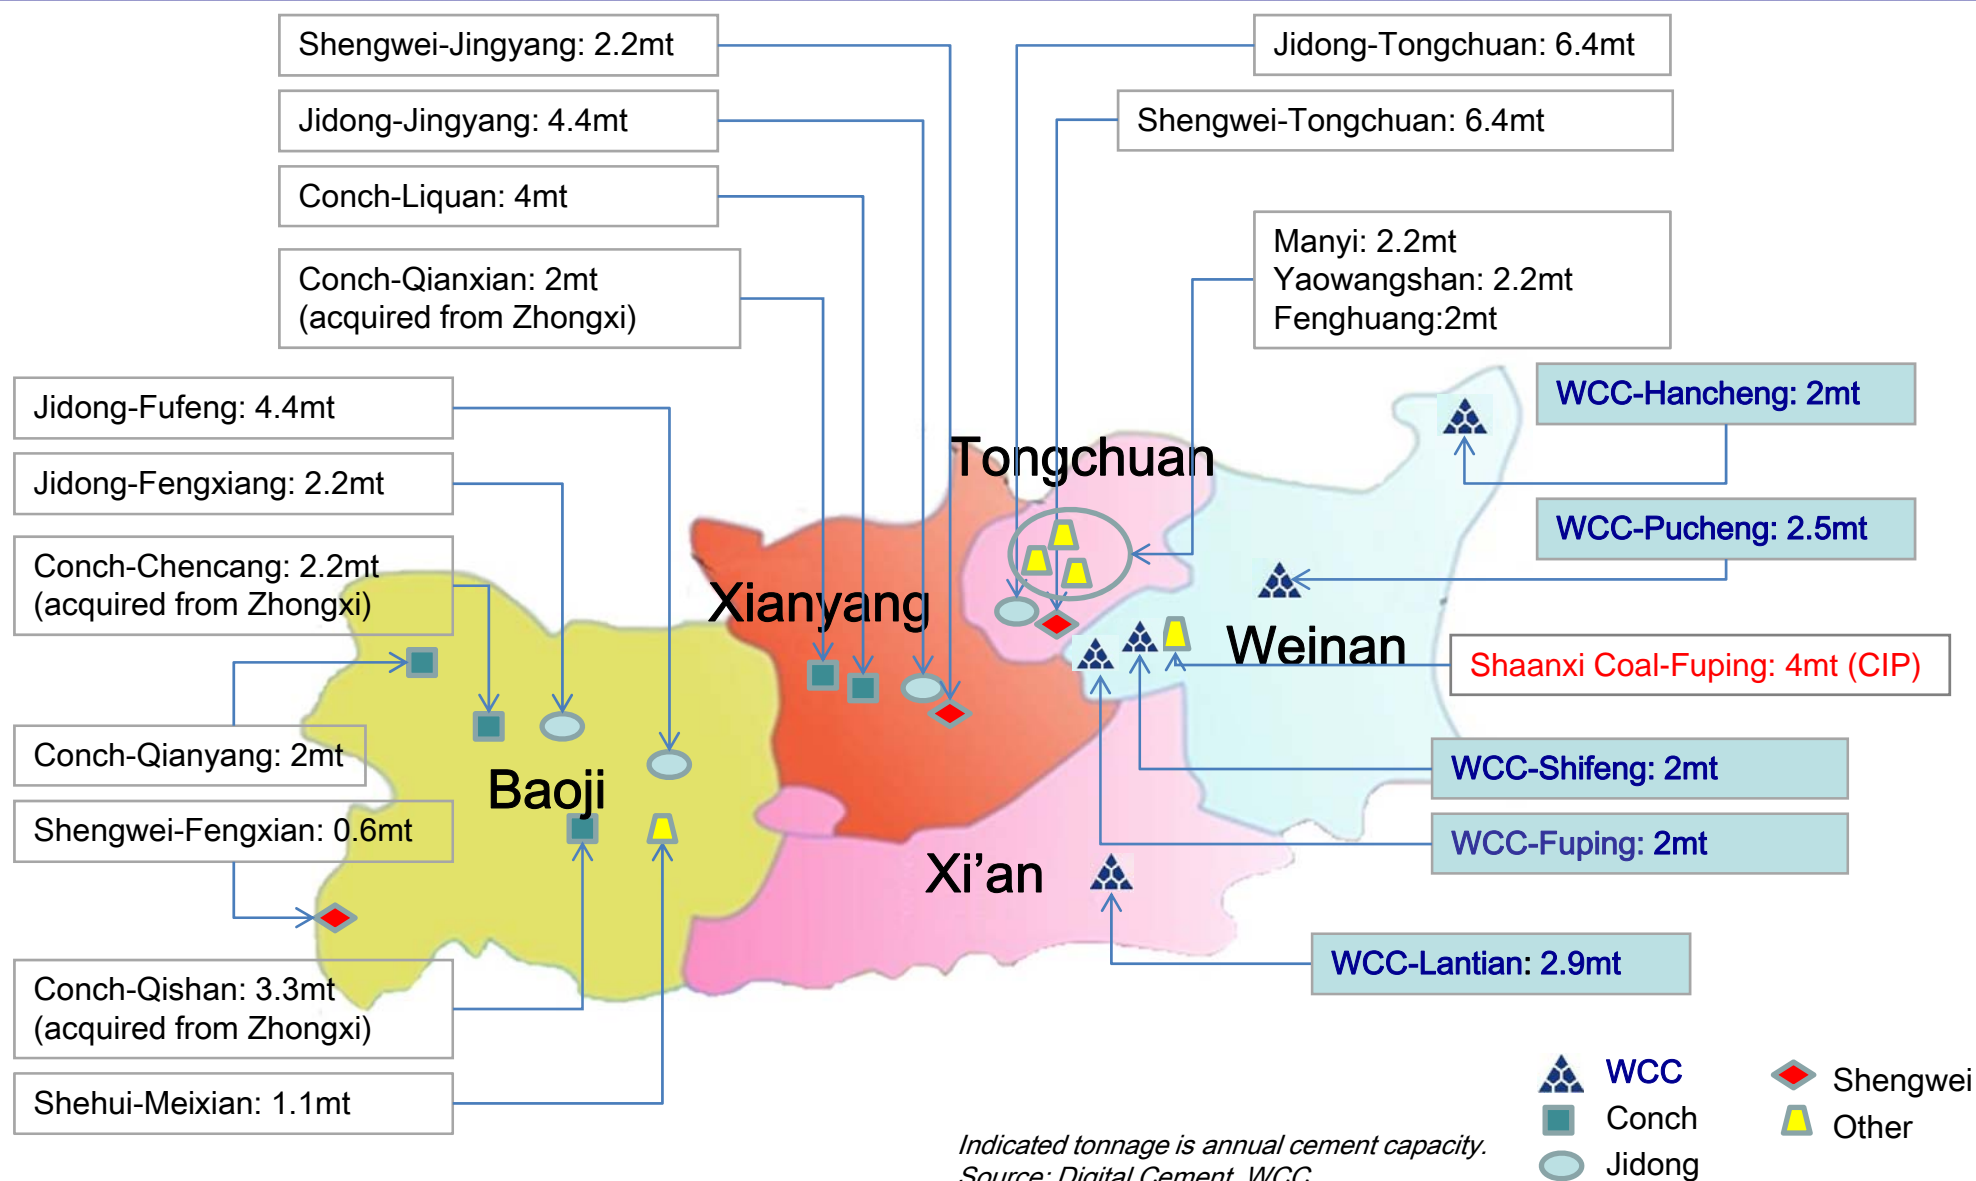 Shengwei-Jingyang: 2.2mt
Jidong-Tongchuan: 6.4mt
Jidong-Jingyang: 4.4mt
Shengwei-Tongchuan: 6.4mt
Conch-Liquan: 4mt
Conch-Qianxian: 2mt
(acquired from Zhongxi)
Manyi: 2.2mt
Yaowangshan: 2.2mt
Fenghuang:2mt
Jidong-Fufeng: 4.4mt
WCC-Hancheng: 2mt
Tongchuan
Jidong-Fengxiang: 2.2mt
WCC-Pucheng: 2.5mt
Conch-Chencang: 2.2mt
(acquired from Zhongxi)
Xianyang
Weinan
Shaanxi Coal-Fuping: 4mt (CIP)
Conch-Qianyang: 2mt
WCC-Shifeng: 2mt
Baoji
Shengwei-Fengxian: 0.6mt
WCC-Fuping: 2mt
Xi’an
WCC-Lantian: 2.9mt
Conch-Qishan: 3.3mt
(acquired from Zhongxi)
Shehui-Meixian: 1.1mt
WCC
Shengwei
Conch
Other
Jidong
Indicated tonnage is annual cement capacity.
Source: Digital Cement, WCC